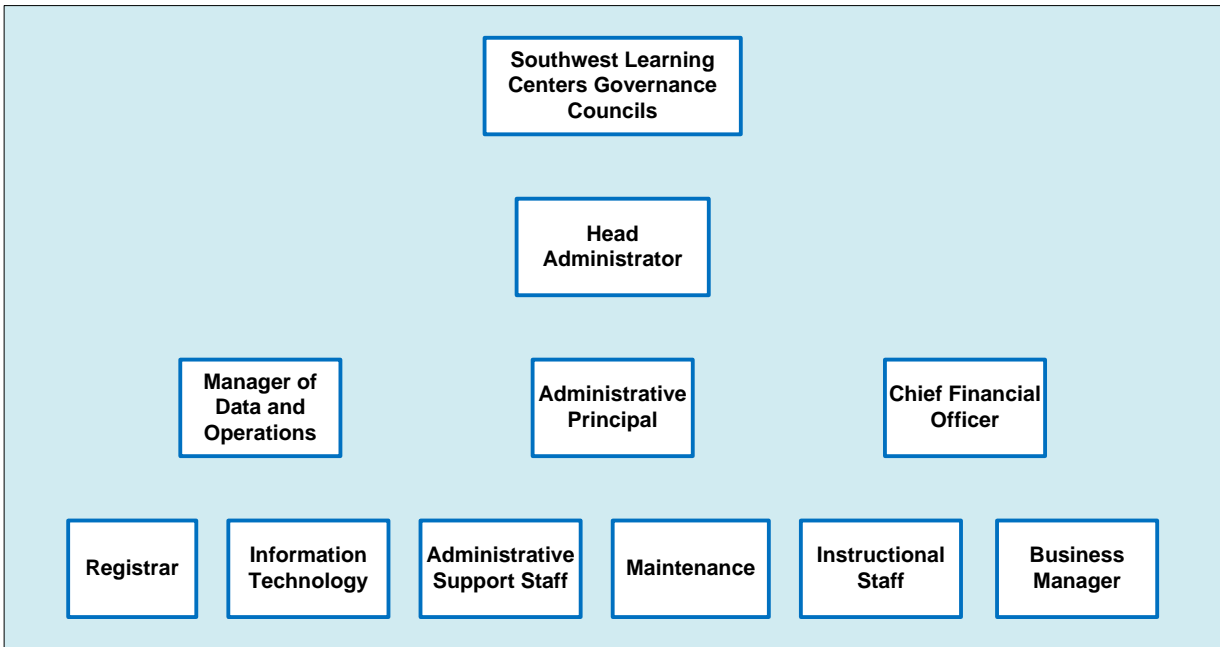 Southwest Learning
Centers Governance
Councils
Head
Administrator
Manager of
Data and
Operations
Administrative
Principal
Chief Financial
Officer
Registrar
Information
Technology
Administrative
Support Staff
Maintenance
Instructional
Staff
Business
Manager